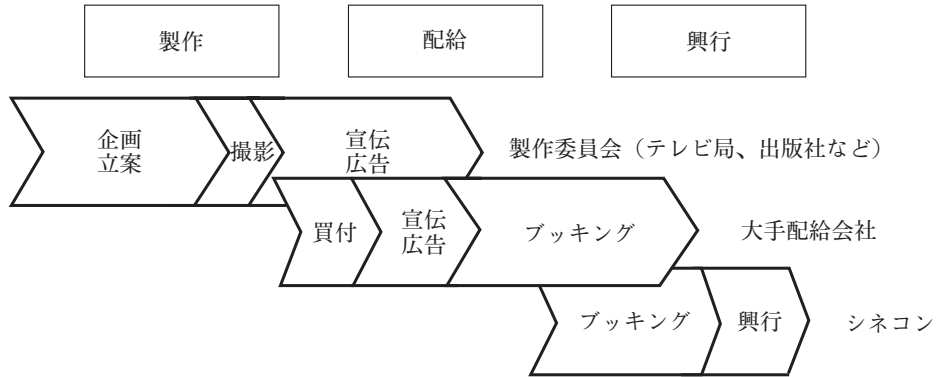 製作
配給
興行
企画
立案
撮影
宣伝
広告
製作委員会（テレビ局、出版社など）
買付
宣伝
広告
ブッキング
大手配給会社
ブッキング
興行
シネコン